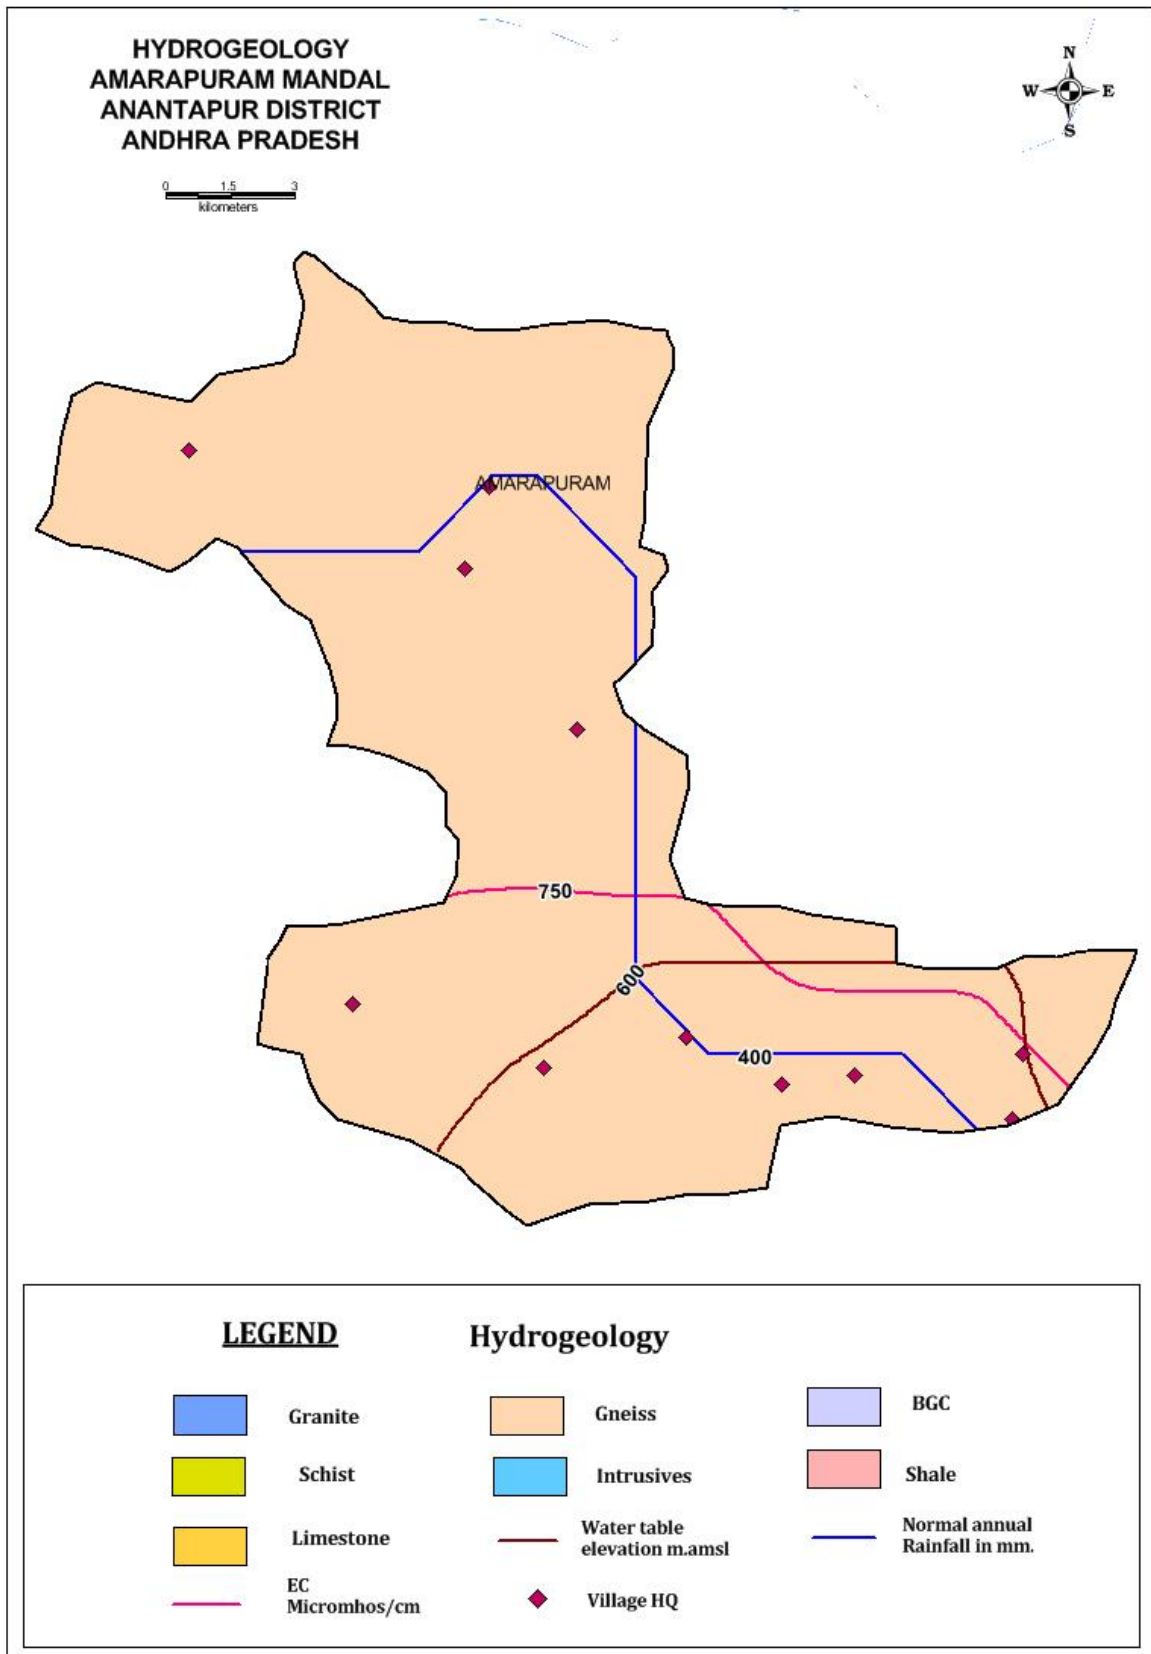 HYDROGEOLOGY
AMARAPURAM MANDAL
ANANTAPUR DISTRICT
ANDHRA PRADESH
N
W E
S
0 1.5 3
kilometers
AMARAPURAM
750
600
400
LEGEND Hydrogeology
Granite Gneiss BGC
Schist Intrusives Shale
Limestone
Water table
elevation m.amsl
Normal annual
Rainfall in mm.
EC
Micromhos/cm
Village HQ